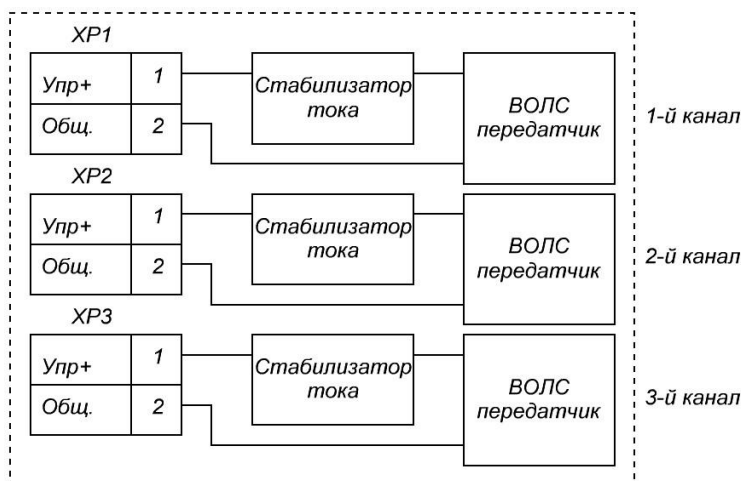 XP1
Упр+ 1
Общ. 2
Стабилизатор
тока
ВОЛС
передатчик
1-й канал
XP2
Упр+ 1
Общ. 2
Стабилизатор
тока
ВОЛС
передатчик
2-й канал
XP3
Упр+ 1
Общ. 2
Стабилизатор
тока
ВОЛС
передатчик
3-й канал